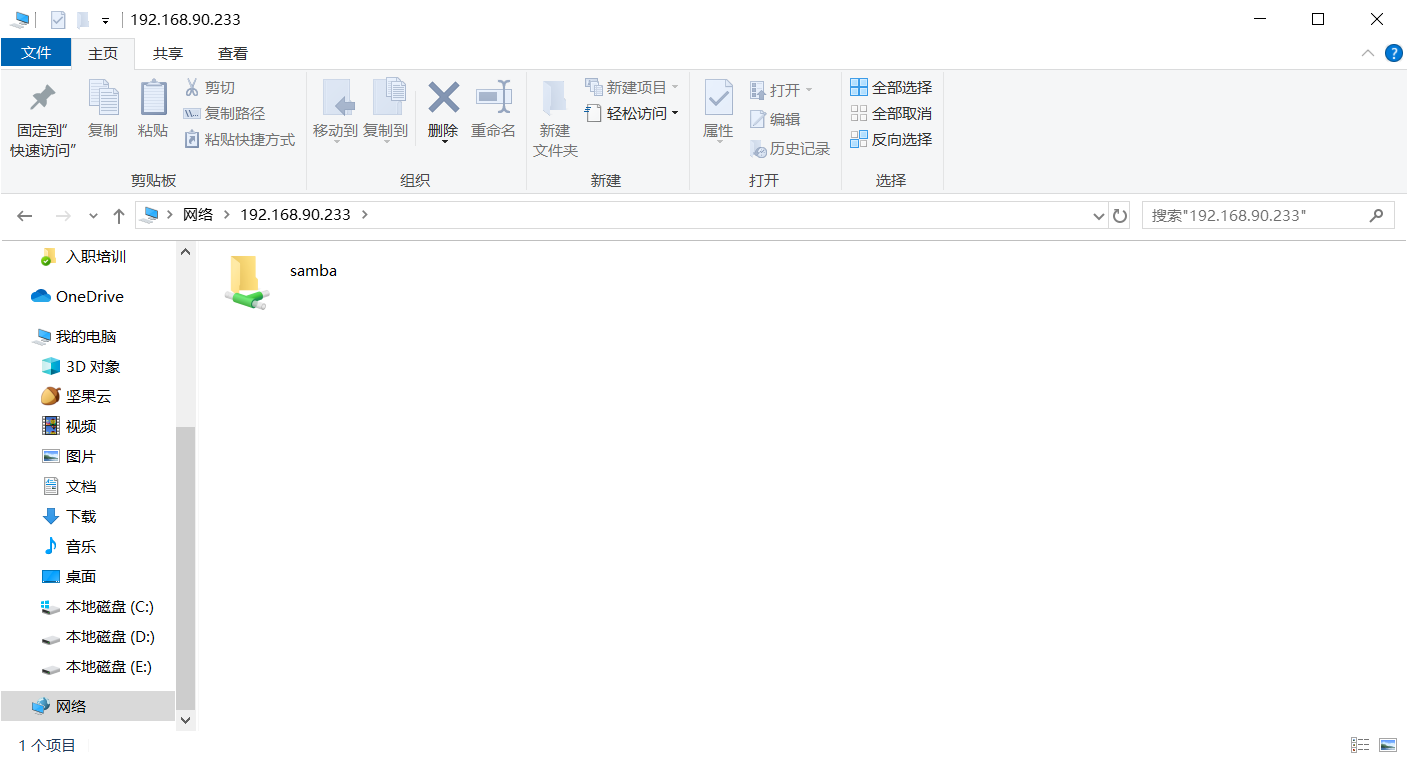 192.168.90.233
文件 主页 共享 查看
固定到"
快速访问"
复制
粘贴
剪切
复制路径
粘贴快捷方式
剪贴板
移动到
复制到
删除
重命名
组织
新建
文件夹
新建项目
轻松访问
新建
属性
打开
编辑
历史记录
打开
全部选择
全部取消
反向选择
选择
网络 192.168.90.233
搜索"192.168.90.233"
入职培训
OneDrive
我的电脑
3D 对象
坚果云
视频
图片
文档
下载
音乐
桌面
本地磁盘 (C:)
本地磁盘 (D:)
本地磁盘 (E:)
网络
samba
1 个项目